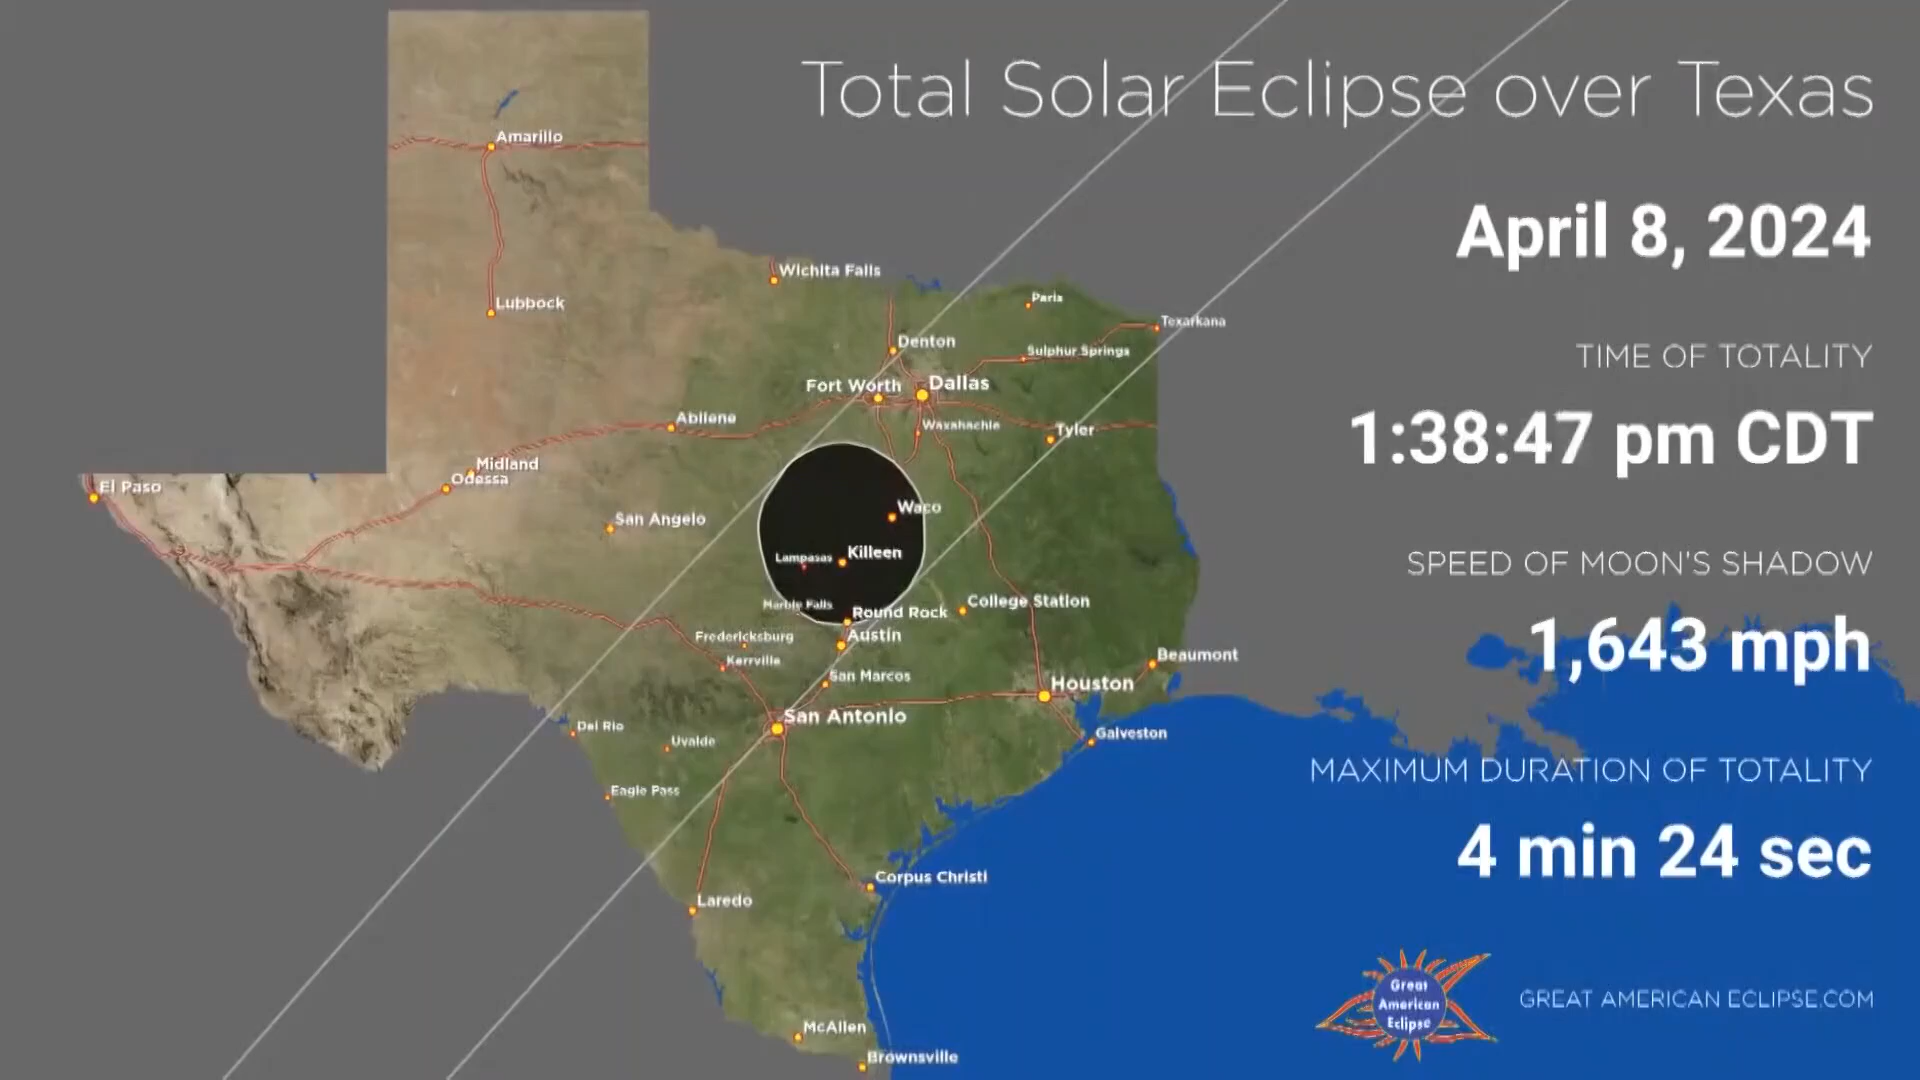 Total Solar Eclipse over Texas
April 8, 2024
TIME OF TOTALITY
1:38:47 pm CDT
SPEED OF MOON'S SHADOW
1,643 mph
MAXIMUM DURATION OF TOTALITY
4 min 24 sec
Great
American
Eclipse
GREAT AMERICAN ECLIPSE.COM
Amarillo
Wichita Falls
Lubbock
Paris
Texarkana
Denton
Sulphur Springs
Fort Worth
Dallas
Abilene
Waxahachie
Tyler
Midland
Odessa
El Paso
Waco
San Angelo
Killeen
Lampasas
Marble Falls
Round Rock
College Station
Fredericksburg
Austin
Kerrville
Beaumont
San Marcos
Houston
San Antonio
Del Rio
Uvalde
Galveston
Eagle Pass
Corpus Christi
Laredo
McAllen
Brownsville